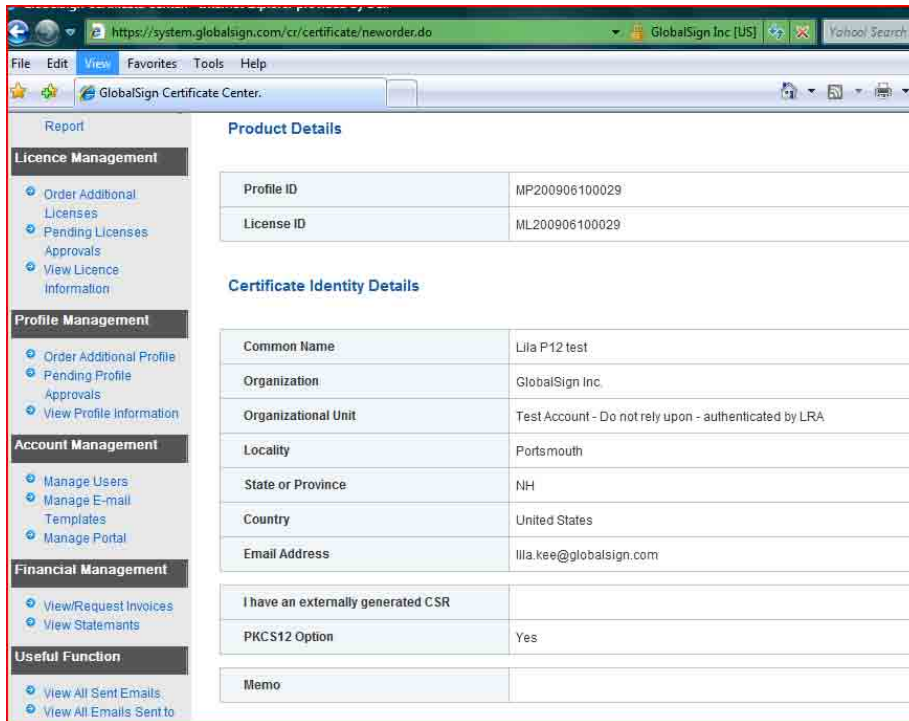 https://system.globalsign.com/cr/certificate/neworder.do GlobalSign Inc [US] Yahoo! Search
File Edit View Favorites Tools Help
GlobalSign Certificate Center.
Report
Licence Management
Order Additional
Licenses
Pending Licenses
Approvals
View Licence
Information
Profile Management
Order Additional Profile
Pending Profile
Approvals
View Profile Information
Account Management
Manage Users
Manage E-mail
Templates
Manage Portal
Financial Management
View/Request Invoices
View Statemants
Useful Function
View All Sent Emails
View All Emails Sent to
Product Details
Profile ID MP200906100029
License ID ML200906100029
Certificate Identity Details
Common Name Lila P12 test
Organization GlobalSign Inc.
Organizational Unit Test Account - Do not rely upon - authenticated by LRA
Locality Portsmouth
State or Province NH
Country United States
Email Address lila.kee@globalsign.com
I have an externally generated CSR
PKCS12 Option Yes
Memo